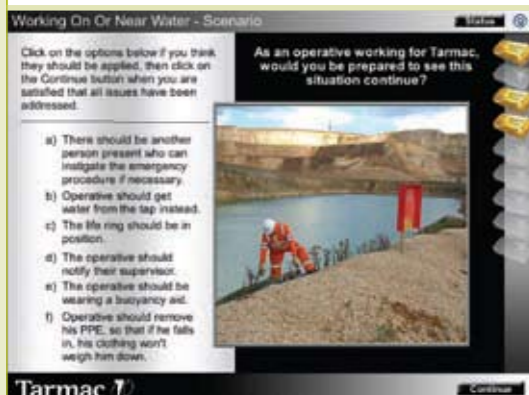 Working On Or Near Water - Scenario
Status
Click on the options below if you think
they should be applied, then click on
the Continue button when you are
satisfied that all issues have been
addressed.
As an operative working for Tarmac,
would you be prepared to see this
situation continue?
a) There should be another
person present who can
instigate the emergency
procedure if necessary.
b) Operative should get
water from the tap instead.
c) The life ring should be in
position.
d) The operative should
notify their supervisor.
e) The operative should be
wearing a buoyancy aid.
f) Operative should remove
his PPE, so that if he falls
in, his clothing won't
weigh him down.
Tarmac
Continue